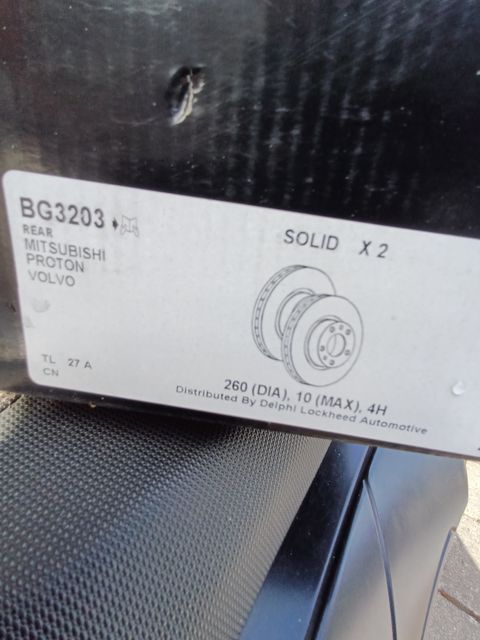 BG3203
REAR
MITSUBISHI
PROTON
VOLVO
SOLID X 2
TL 27 A
CN
260 (DIA), 10 (MAX), 4H
Distributed By Delphi Lockheed Automotive